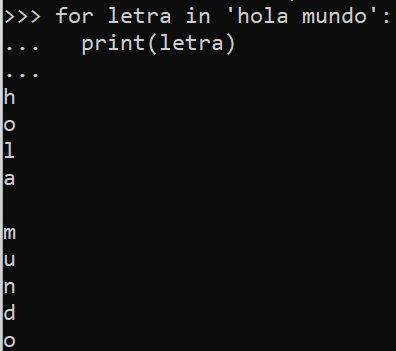 >>> for letra in 'hola mundo':
...   print(letra)
...
h
o
l
a

m
u
n
d
o